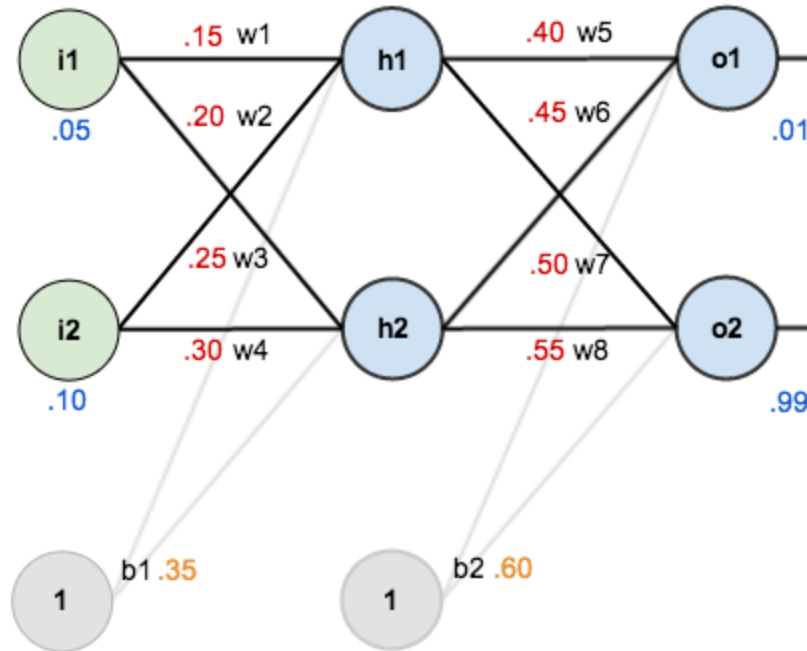 i1 .15 w1 h1 .40 w5 o1
.20 w2 .45 w6
.05 .01
.25 w3 .50 w7
i2 h2 o2
.30 w4 .55 w8
.10 .99
b1 .35 b2 .60
1 1